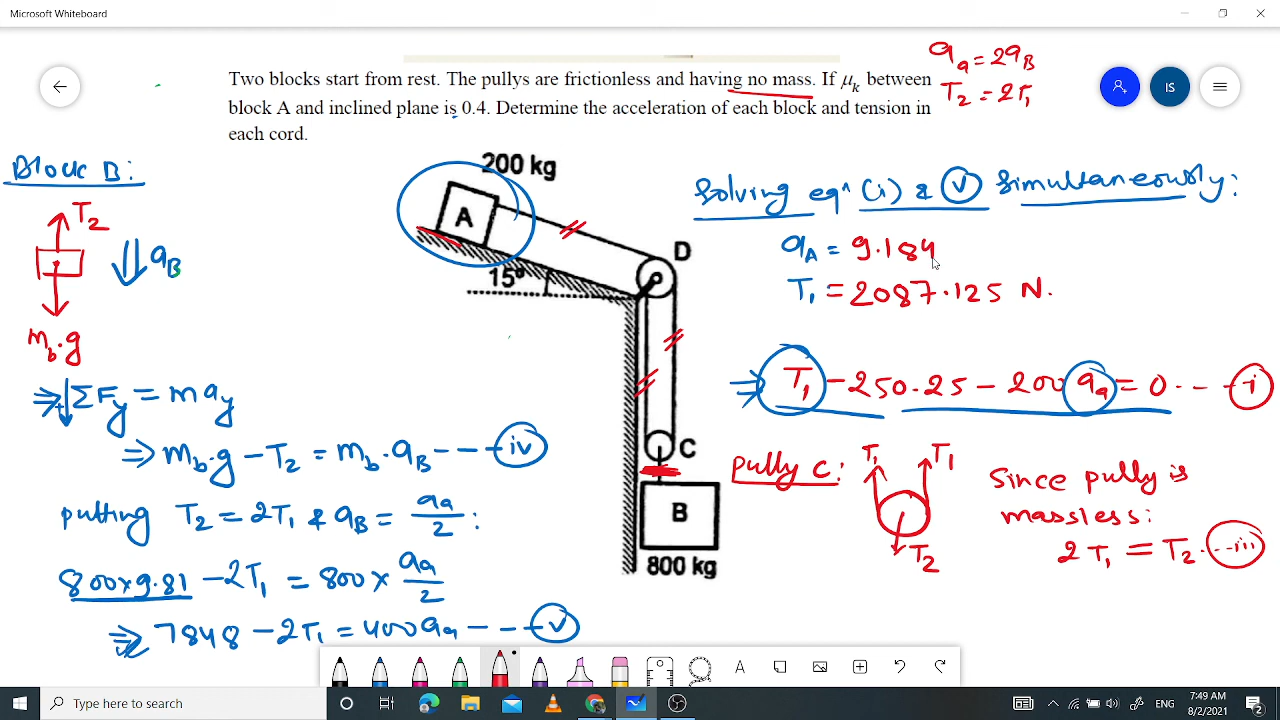 Microsoft Whiteboard
Two blocks start from rest. The pullys are frictionless and having no mass. If μk between
block A and inclined plane is 0.4. Determine the acceleration of each block and tension in
each cord.
aa = 2aB
T2 = 2T1
IS
Block B:
T2
aB
mb.g
⇒ ↓ΣFy = may
⇒ mb.g - T2 = mb.aB --- iv
putting T2 = 2T1 & aB = aa/2 :
800×9.81 - 2T1 = 800 × aa/2
⇒ 7848 - 2T1 = 400aa --- v
200 kg
A
D
15°
C
B
800 kg
Solving eqn (i) & v simultaneously:
aA = 9.184
T1 = 2087.125 N.
⇒ T1 - 250.25 - 200 aa = 0 --- i
pully C:
T1 T1
T2
Since pully is
massless:
2T1 = T2 --- iii
A
Type here to search
ENG
7:49 AM
8/2/2021
2